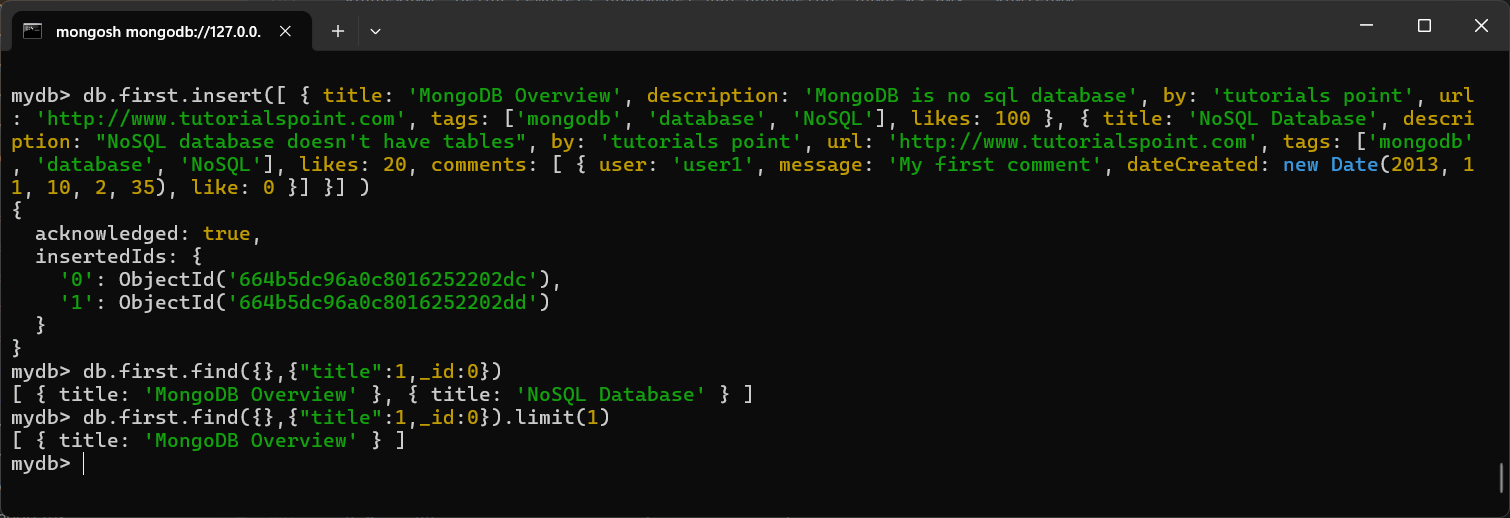 mongosh mongodb://127.0.0.
mydb> db.first.insert([ { title: 'MongoDB Overview', description: 'MongoDB is no sql database', by: 'tutorials point', url
: 'http://www.tutorialspoint.com', tags: ['mongodb', 'database', 'NoSQL'], likes: 100 }, { title: 'NoSQL Database', descri
ption: "NoSQL database doesn't have tables", by: 'tutorials point', url: 'http://www.tutorialspoint.com', tags: ['mongodb'
, 'database', 'NoSQL'], likes: 20, comments: [ { user: 'user1', message: 'My first comment', dateCreated: new Date(2013, 1
1, 10, 2, 35), like: 0 }] }] )
{
  acknowledged: true,
  insertedIds: {
    '0': ObjectId('664b5dc96a0c8016252202dc'),
    '1': ObjectId('664b5dc96a0c8016252202dd')
  }
}
mydb> db.first.find({},{"title":1,_id:0})
[ { title: 'MongoDB Overview' }, { title: 'NoSQL Database' } ]
mydb> db.first.find({},{"title":1,_id:0}).limit(1)
[ { title: 'MongoDB Overview' } ]
mydb>